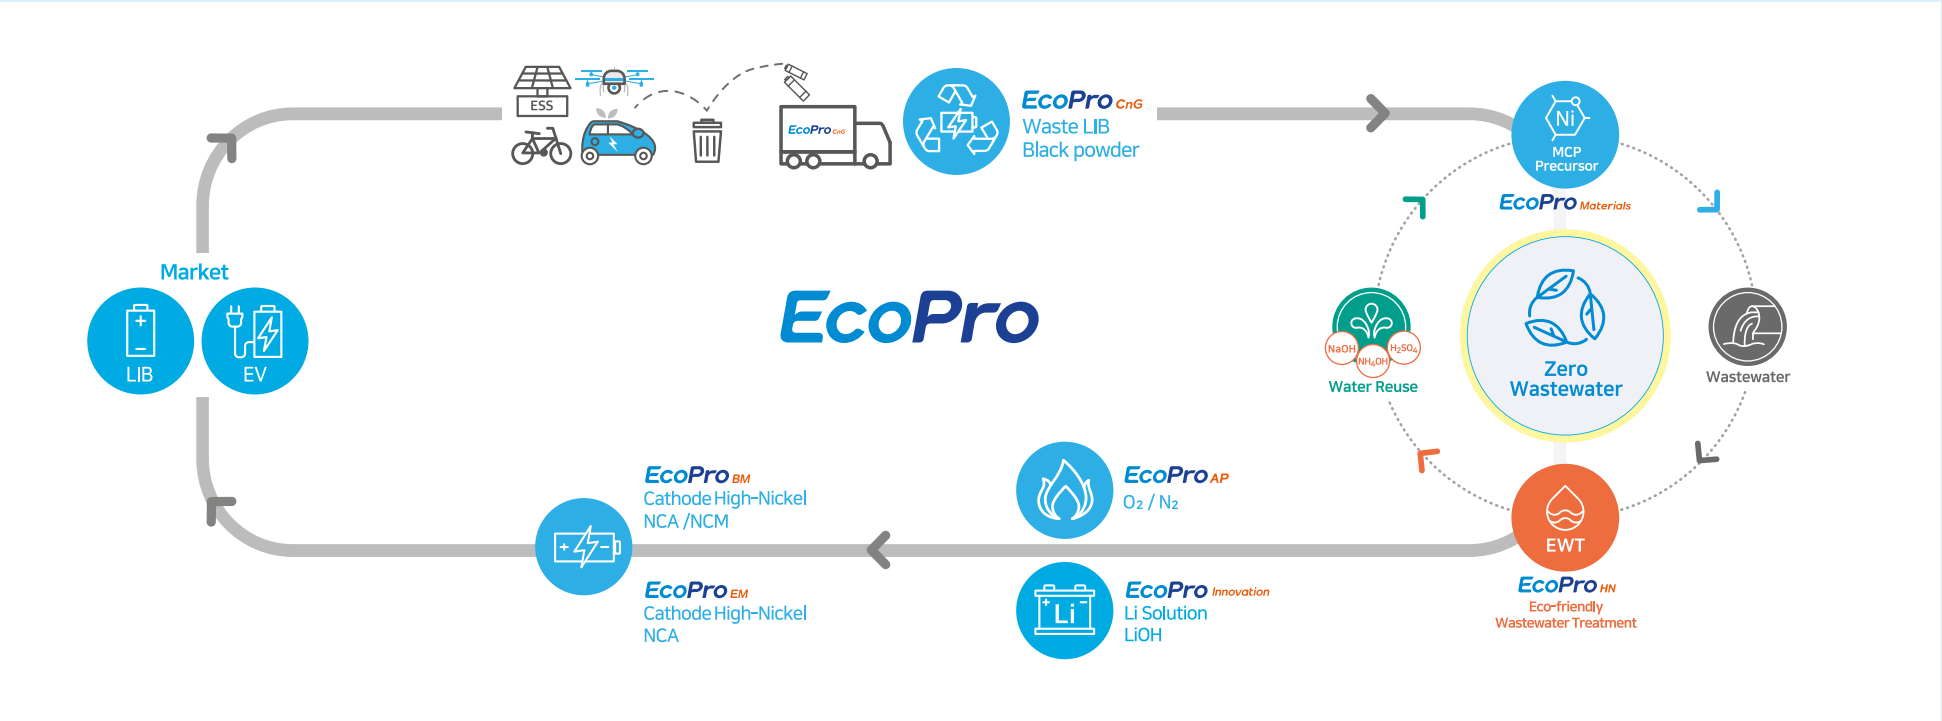 ESS
EcoPro CnG
EcoPro CnG
Waste LIB
Black powder
Ni
MCP
Precursor
EcoPro Materials
Market
+
−
LIB
EV
EcoPro
NaOH
NH₄OH
H₂SO₄
Water Reuse
Zero
Wastewater
Wastewater
EcoPro BM
Cathode High-Nickel
NCA /NCM
+ −
EcoPro EM
Cathode High-Nickel
NCA
EcoPro AP
O₂ / N₂
+ −
Li
EcoPro Innovation
Li Solution
LiOH
EWT
EcoPro HN
Eco-friendly
Wastewater Treatment